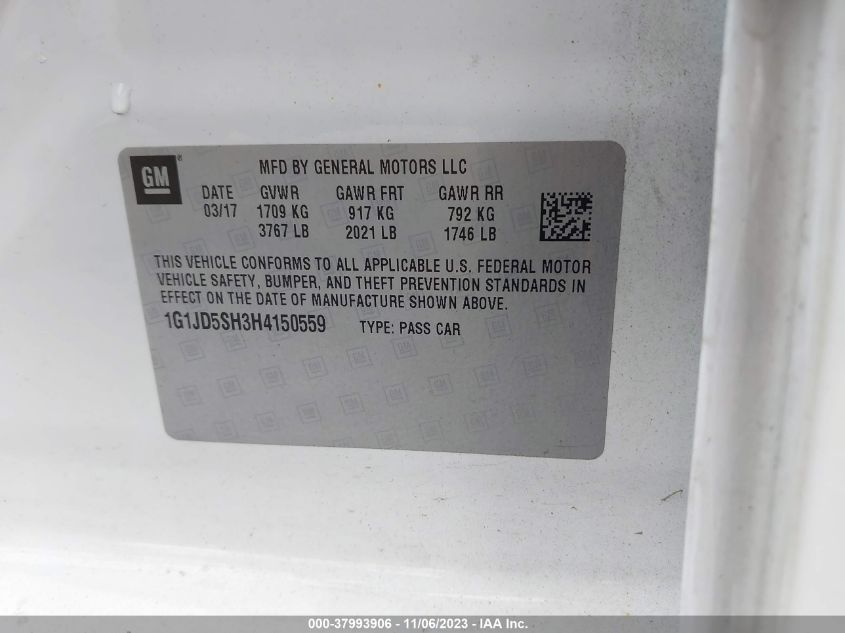 GM
MFD BY GENERAL MOTORS LLC
DATE GVWR GAWR FRT GAWR RR
03/17 1709 KG 917 KG 792 KG
3767 LB 2021 LB 1746 LB
THIS VEHICLE CONFORMS TO ALL APPLICABLE U.S. FEDERAL MOTOR
VEHICLE SAFETY, BUMPER, AND THEFT PREVENTION STANDARDS IN
EFFECT ON THE DATE OF MANUFACTURE SHOWN ABOVE.
1G1JD5SH3H4150559 TYPE: PASS CAR
000-37993906 - 11/06/2023 - IAA Inc.